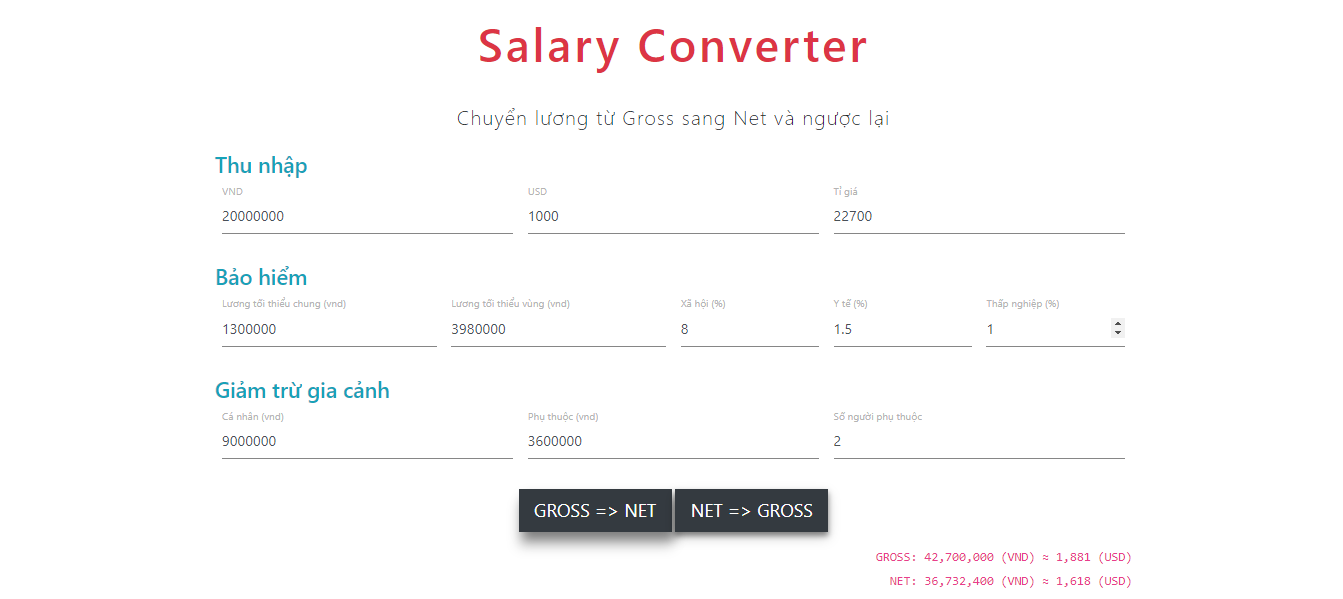 Salary Converter
Chuyển lương từ Gross sang Net và ngược lại
Thu nhập
VND USD Tỉ giá
20000000 1000 22700
Bảo hiểm
Lương tối thiểu chung (vnd) Lương tối thiểu vùng (vnd) Xã hội (%) Y tế (%) Thấp nghiệp (%)
1300000 3980000 8 1.5 1
Giảm trừ gia cảnh
Cá nhân (vnd) Phụ thuộc (vnd) Số người phụ thuộc
9000000 3600000 2
GROSS => NET NET => GROSS
GROSS: 42,700,000 (VND) ≈ 1,881 (USD)
NET: 36,732,400 (VND) ≈ 1,618 (USD)